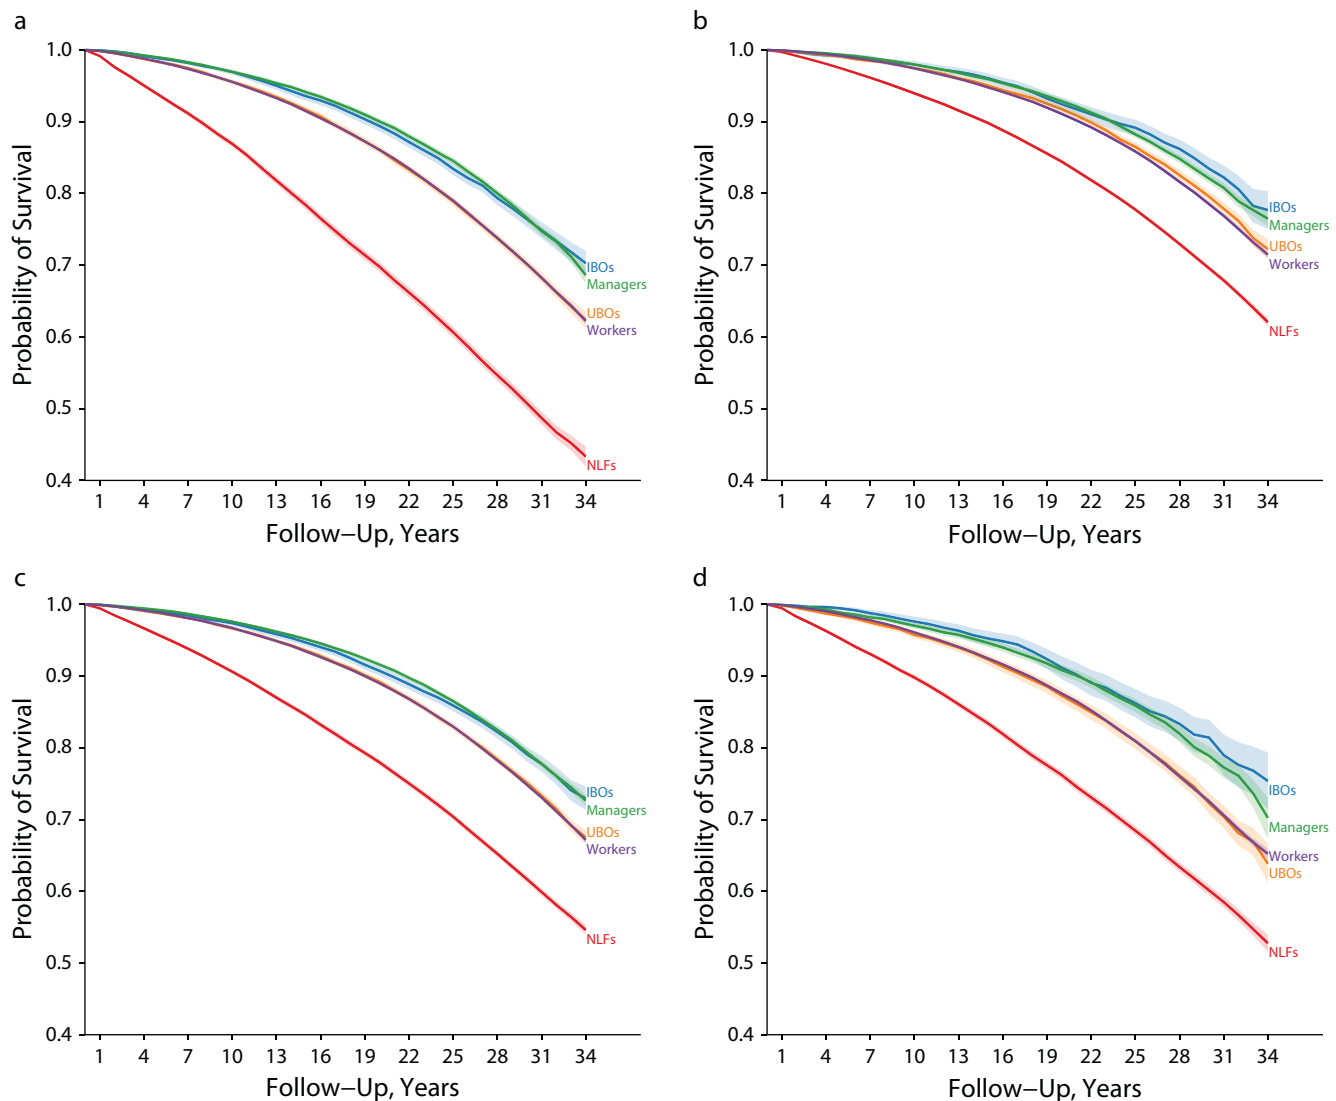 a
1.0
0.9
0.8
0.7
0.6
0.5
0.4
Probability of Survival
IBOs
Managers
UBOs
Workers
NLFs
1 4 7 10 13 16 19 22 25 28 31 34
Follow–Up, Years
b
1.0
0.9
0.8
0.7
0.6
0.5
0.4
Probability of Survival
IBOs
Managers
UBOs
Workers
NLFs
1 4 7 10 13 16 19 22 25 28 31 34
Follow–Up, Years
c
1.0
0.9
0.8
0.7
0.6
0.5
0.4
Probability of Survival
IBOs
Managers
UBOs
Workers
NLFs
1 4 7 10 13 16 19 22 25 28 31 34
Follow–Up, Years
d
1.0
0.9
0.8
0.7
0.6
0.5
0.4
Probability of Survival
IBOs
Managers
Workers
UBOs
NLFs
1 4 7 10 13 16 19 22 25 28 31 34
Follow–Up, Years